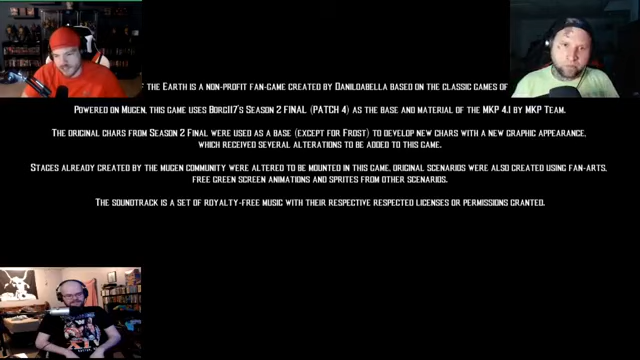 f the Earth is a non-profit fan-game created by Daniloabella based on the classic games of
Powered on Mugen, this game uses Borg117's Season 2 FINAL (PATCH 4) as the base and material of the MKP 4.1 by MKP Team.
The original chars from Season 2 Final were used as a base (except for Frost) to develop new chars with a new graphic appearance,
which received several alterations to be added to this game.
Stages already created by the mugen community were altered to be mounted in this game, original scenarios were also created using fan-arts,
free green screen animations and sprites from other scenarios.
The soundtrack is a set of royalty-free music with their respective respected licenses or permissions granted.